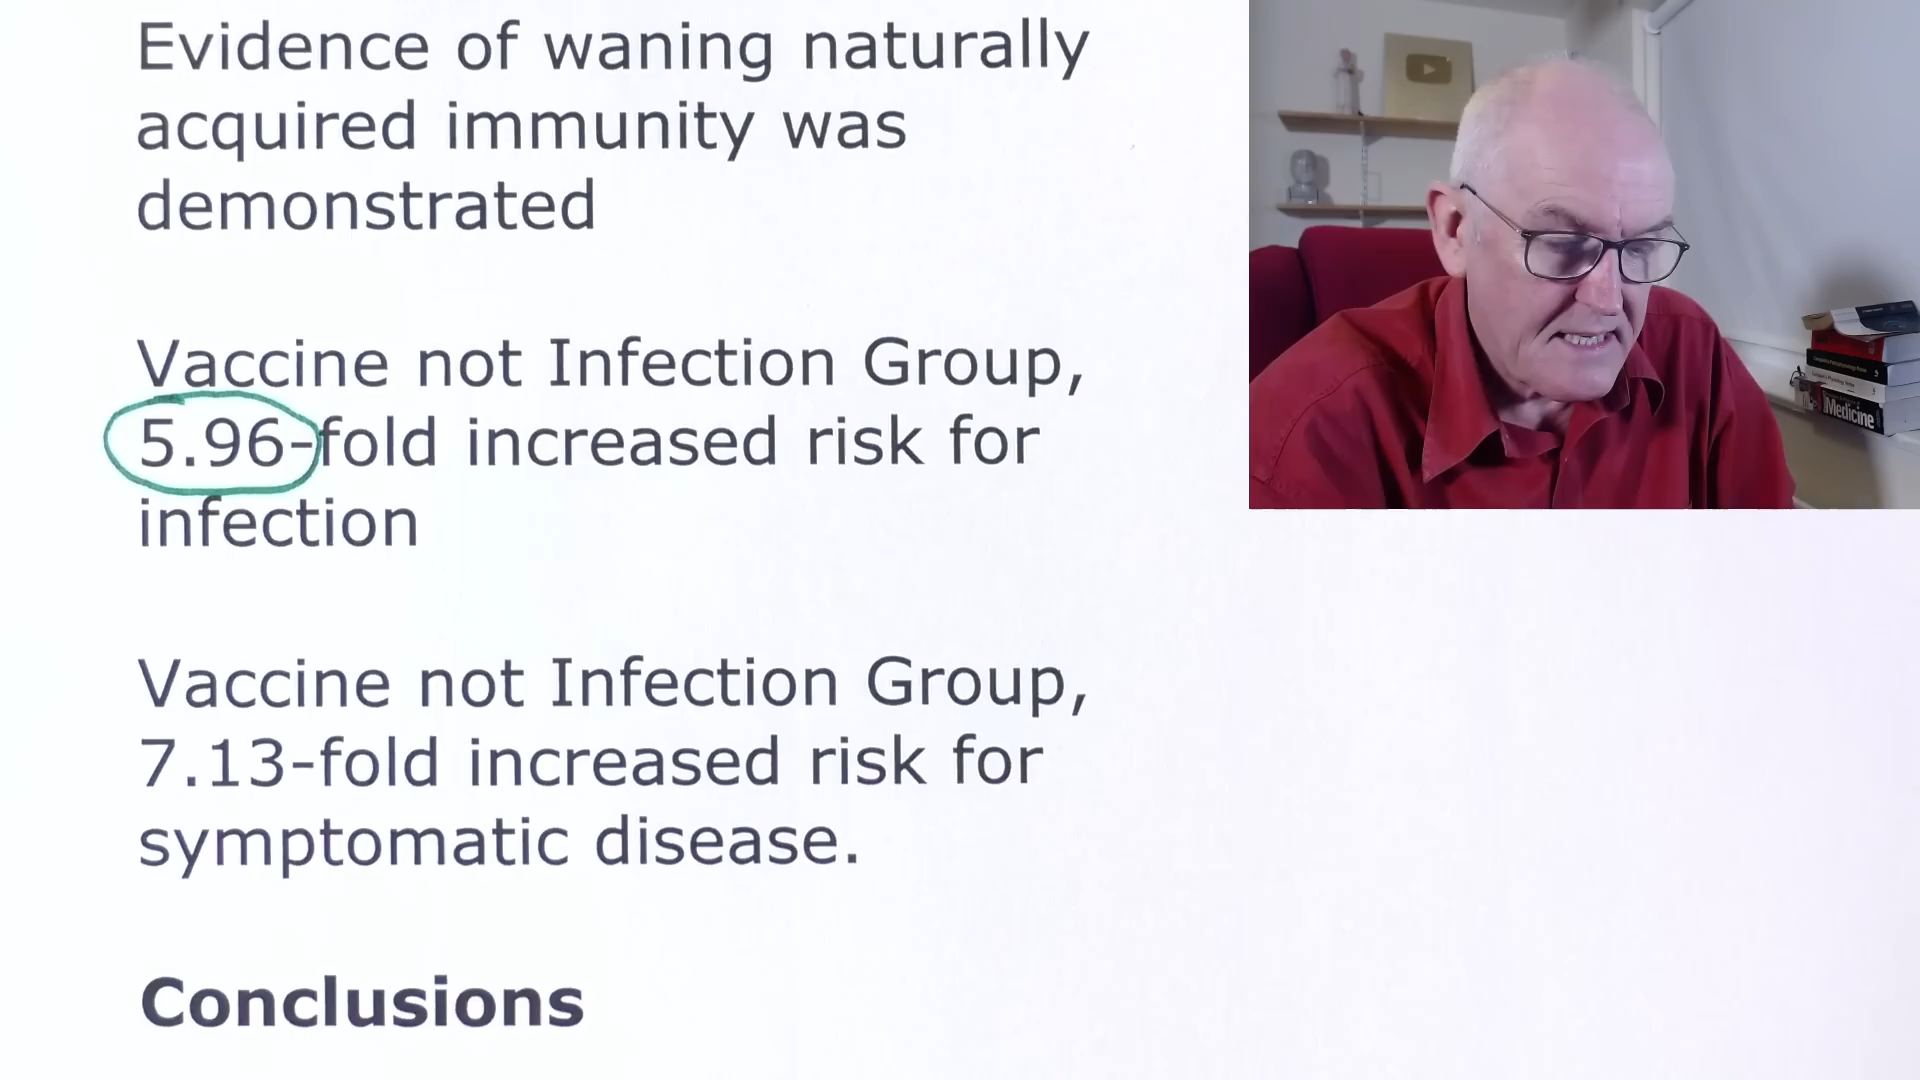 Evidence of waning naturally
acquired immunity was
demonstrated
Vaccine not Infection Group,
5.96-fold increased risk for
infection
Vaccine not Infection Group,
7.13-fold increased risk for
symptomatic disease.
Conclusions
Medicine